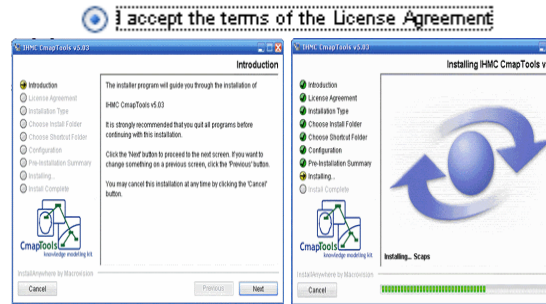 I accept the terms of the License Agreement
IHMC CmapTools v5.03
Introduction
Introduction
License Agreement
Installation Type
Choose Install Folder
Choose Shortcut Folder
Configuration
Pre-Installation Summary
Installing...
Install Complete
The installer program will guide you through the installation of
IHMC CmapTools v5.03
It is strongly recommended that you quit all programs before
continuing with this installation.
Click the 'Next' button to proceed to the next screen. If you want to
change something on a previous screen, click the 'Previous' button.
You may cancel this installation at any time by clicking the 'Cancel'
button.
CmapTools
knowledge modeling kit
InstallAnywhere by Macrovision
Cancel
Previous
Next
IHMC CmapTools v5.03
Installing IHMC CmapTools v
Introduction
License Agreement
Installation Type
Choose Install Folder
Choose Shortcut Folder
Configuration
Pre-Installation Summary
Installing...
Install Complete
CmapTools
knowledge modeling kit
Installing... Scaps
InstallAnywhere by Macrovision
Cancel